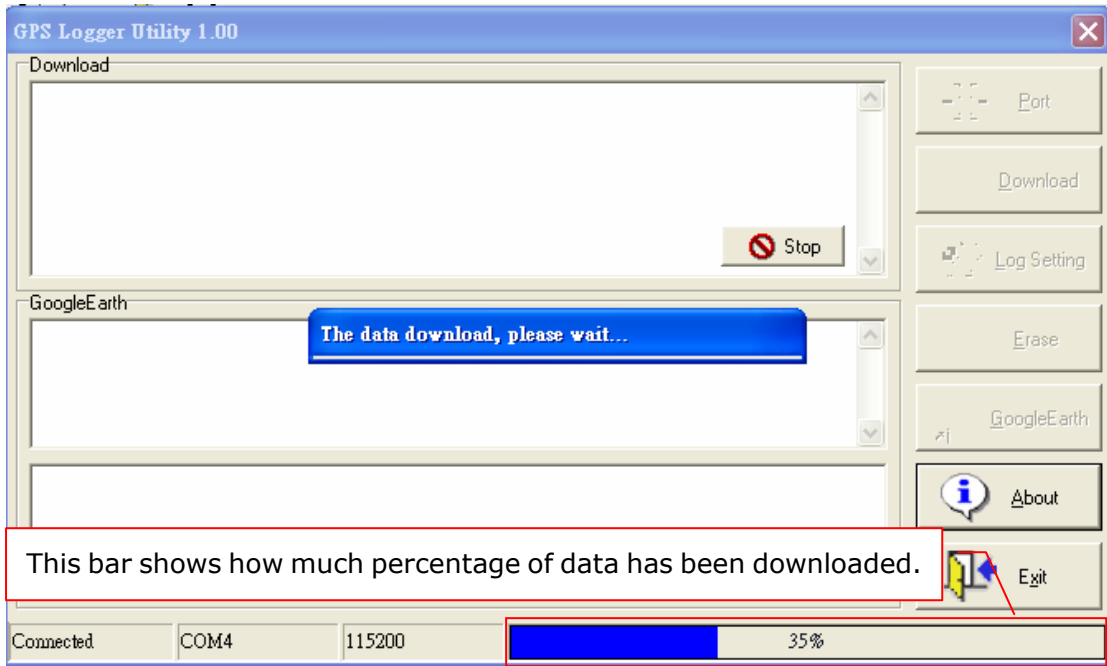 GPS Logger Utility 1.00
Download
Port
Download
Stop
Log Setting
GoogleEarth
The data download, please wait...
Erase
GoogleEarth
About
This bar shows how much percentage of data has been downloaded.
Exit
Connected COM4 115200 35%